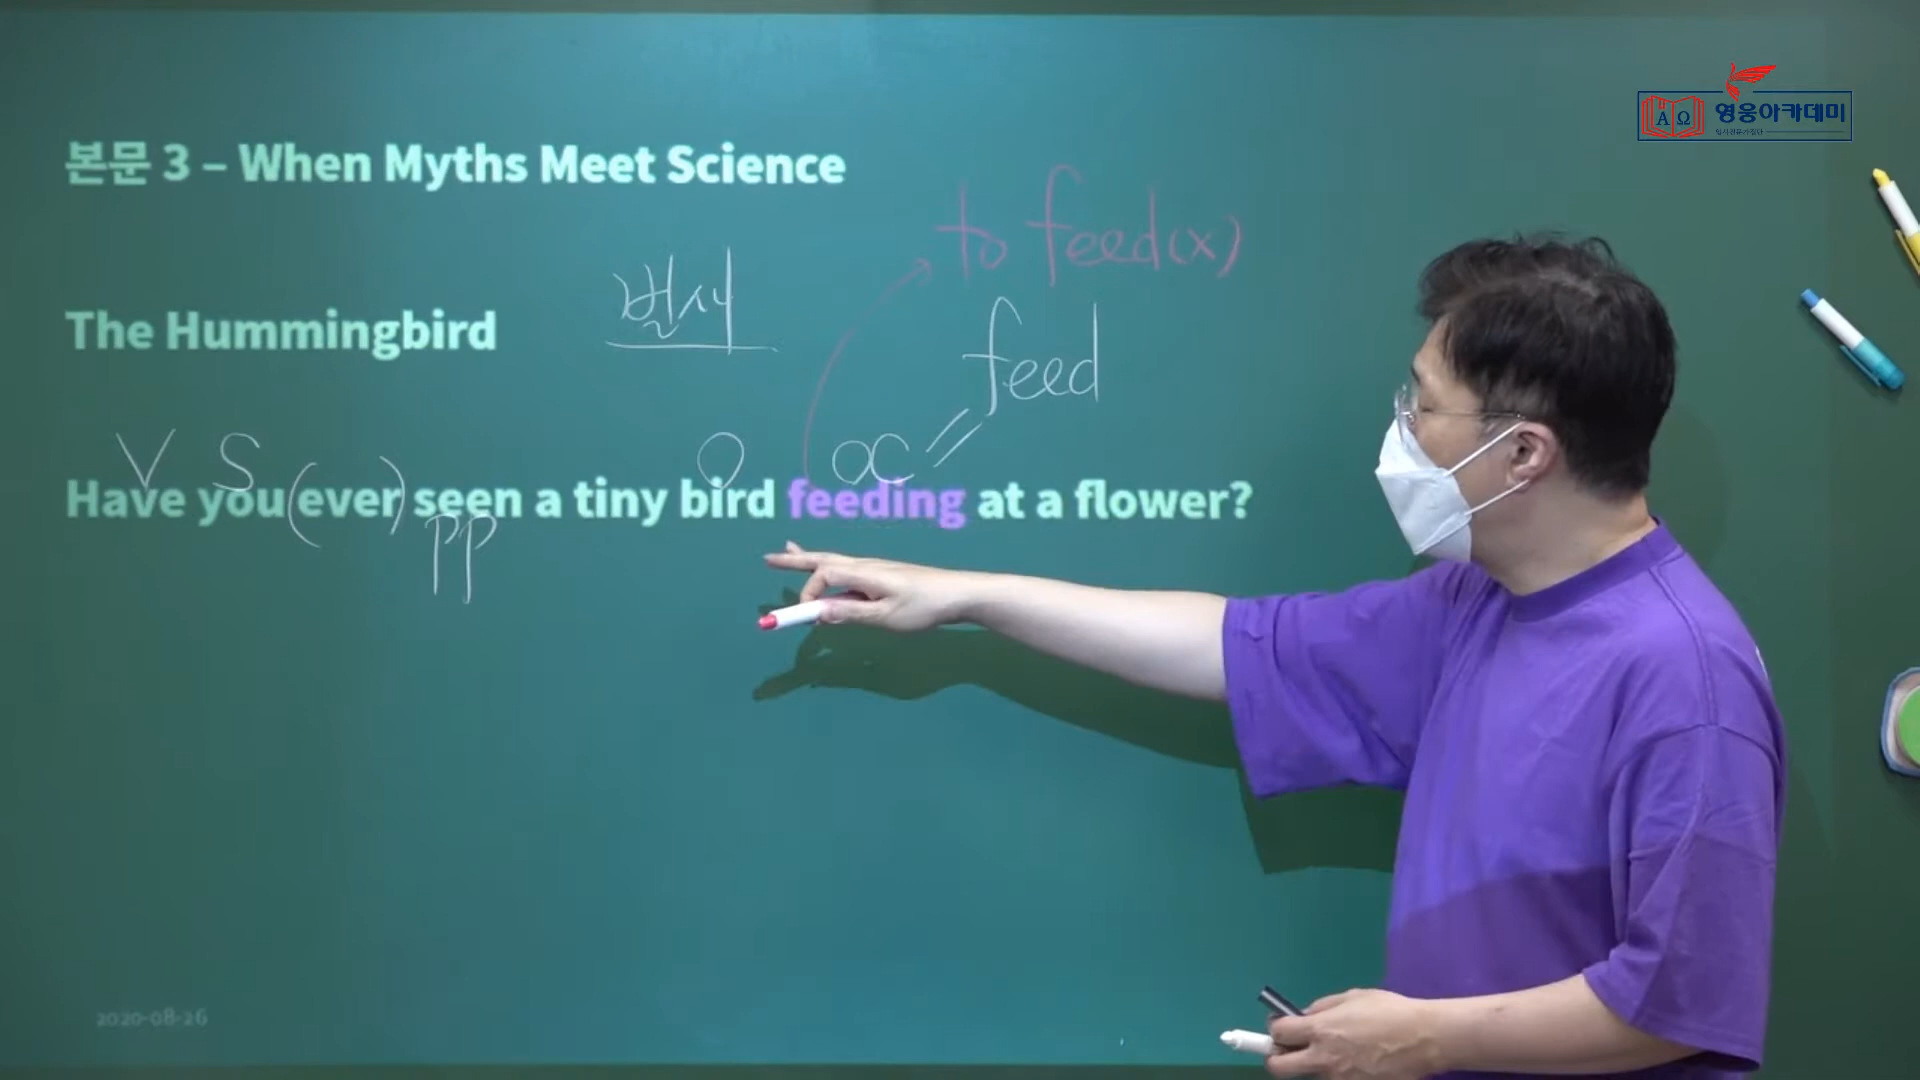 영웅아카데미
본문 3 – When Myths Meet Science
to feed(x)
The Hummingbird
벌새
feed
V S O OC
Have you (ever) seen a tiny bird feeding at a flower?
pp
2020-08-26